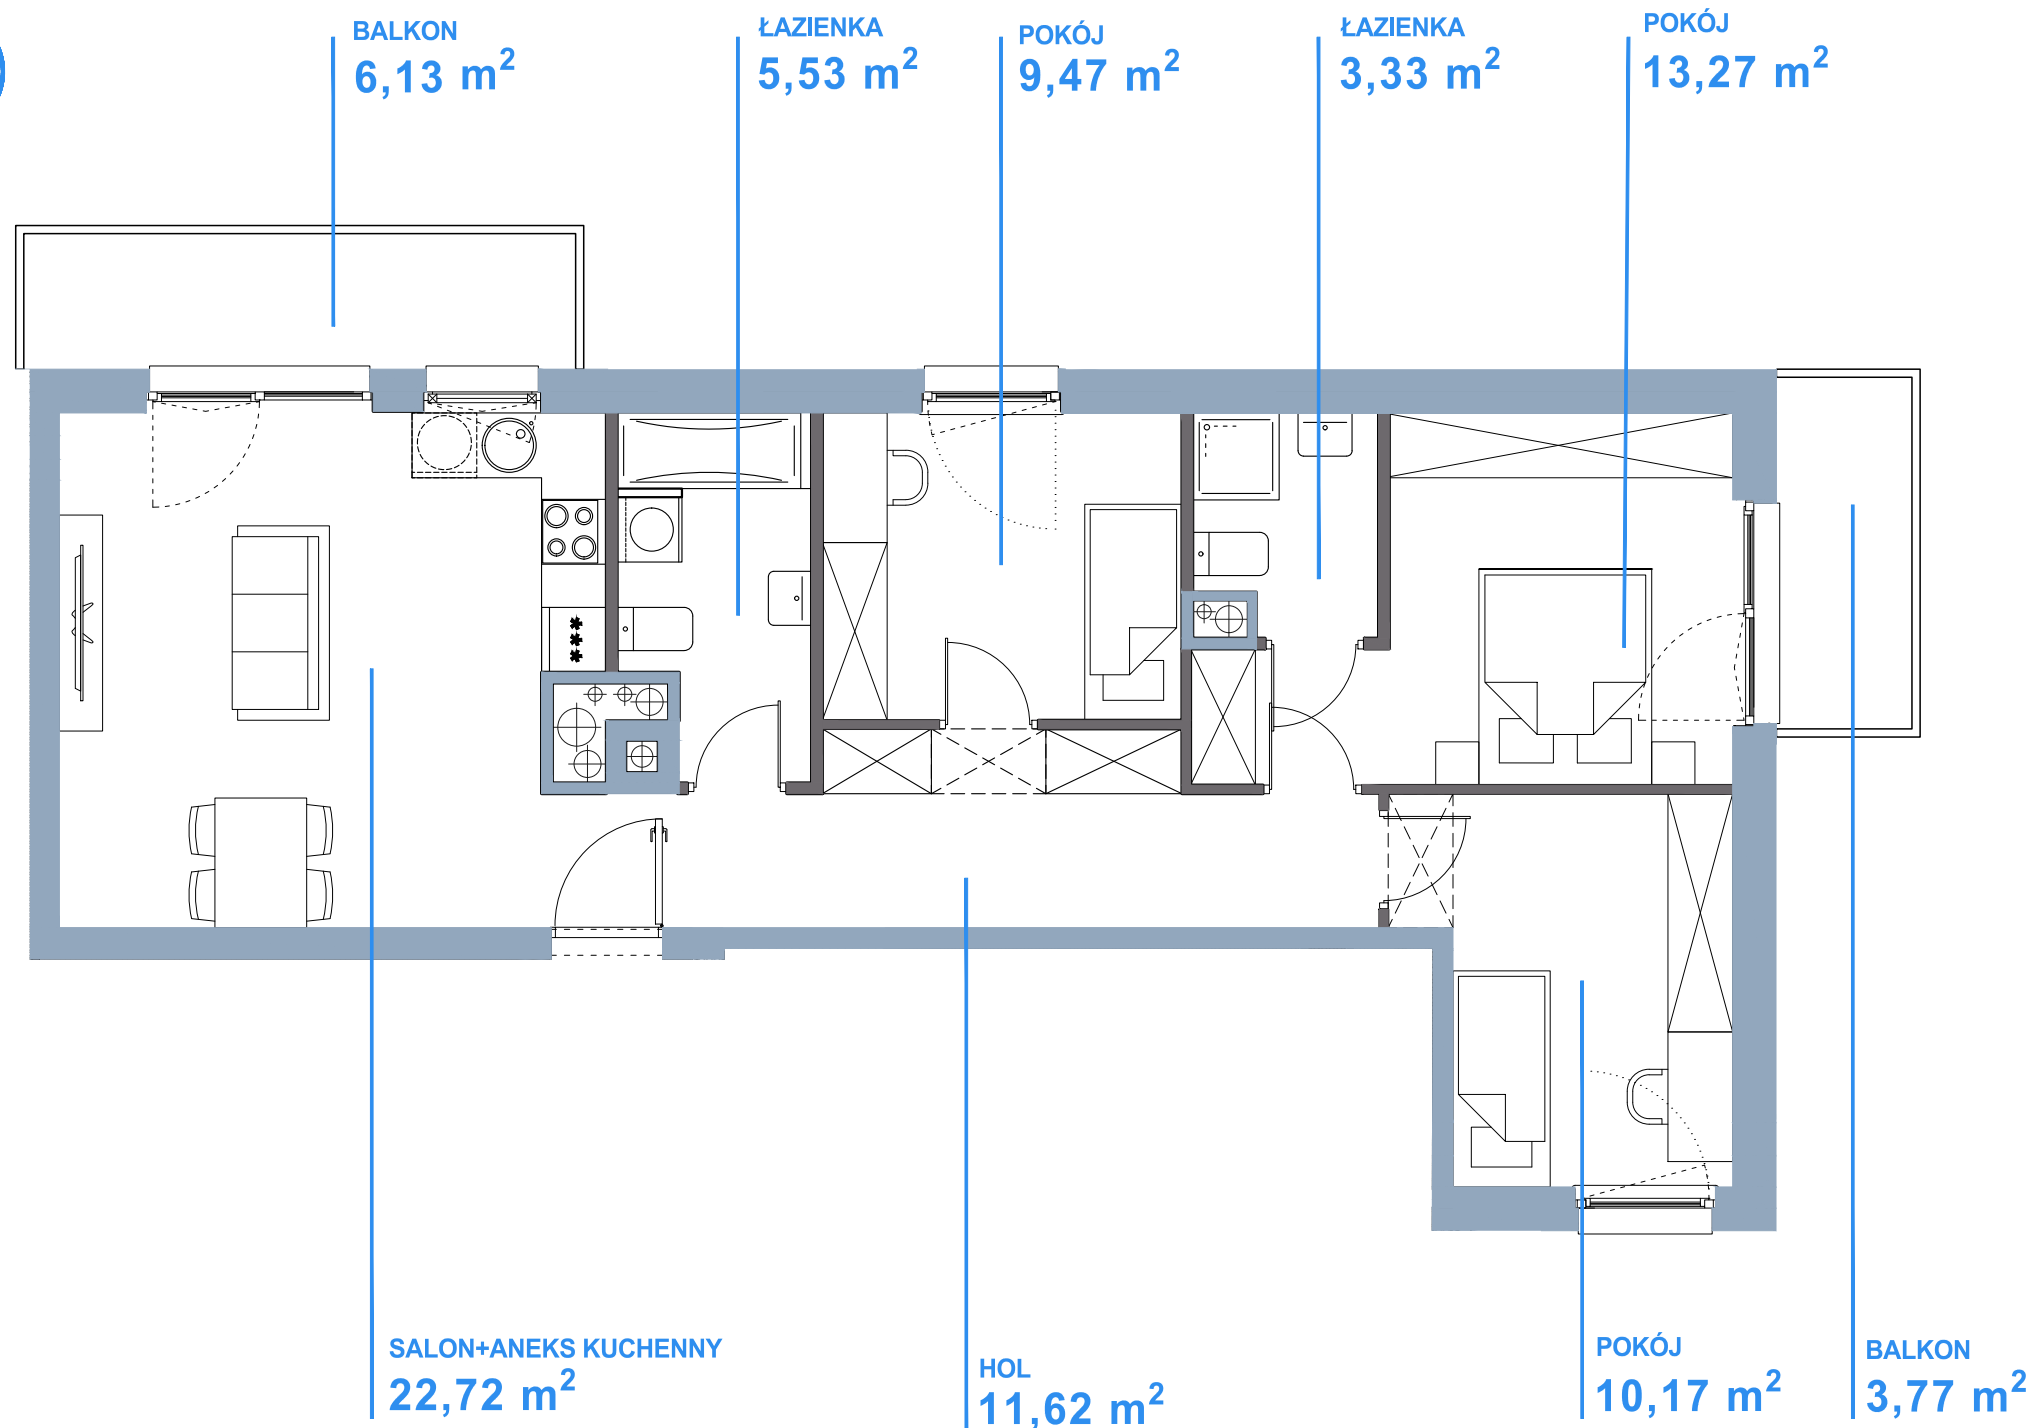 BALKON
6,13 m²
ŁAZIENKA
5,53 m²
POKÓJ
9,47 m²
ŁAZIENKA
3,33 m²
POKÓJ
13,27 m²
SALON+ANEKS KUCHENNY
22,72 m²
HOL
11,62 m²
POKÓJ
10,17 m²
BALKON
3,77 m²